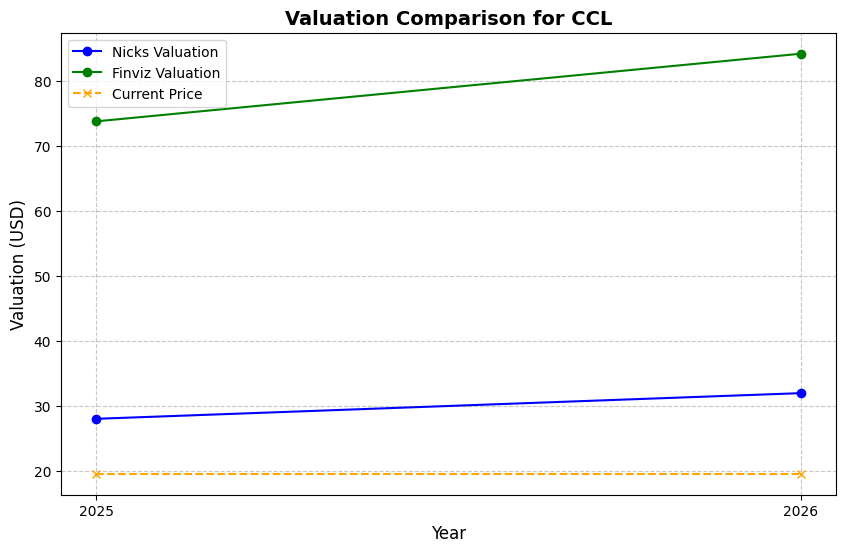 Valuation Comparison for CCL
Nicks Valuation
Finviz Valuation
Current Price
Valuation (USD)
80
70
60
50
40
30
20
2025
2026
Year